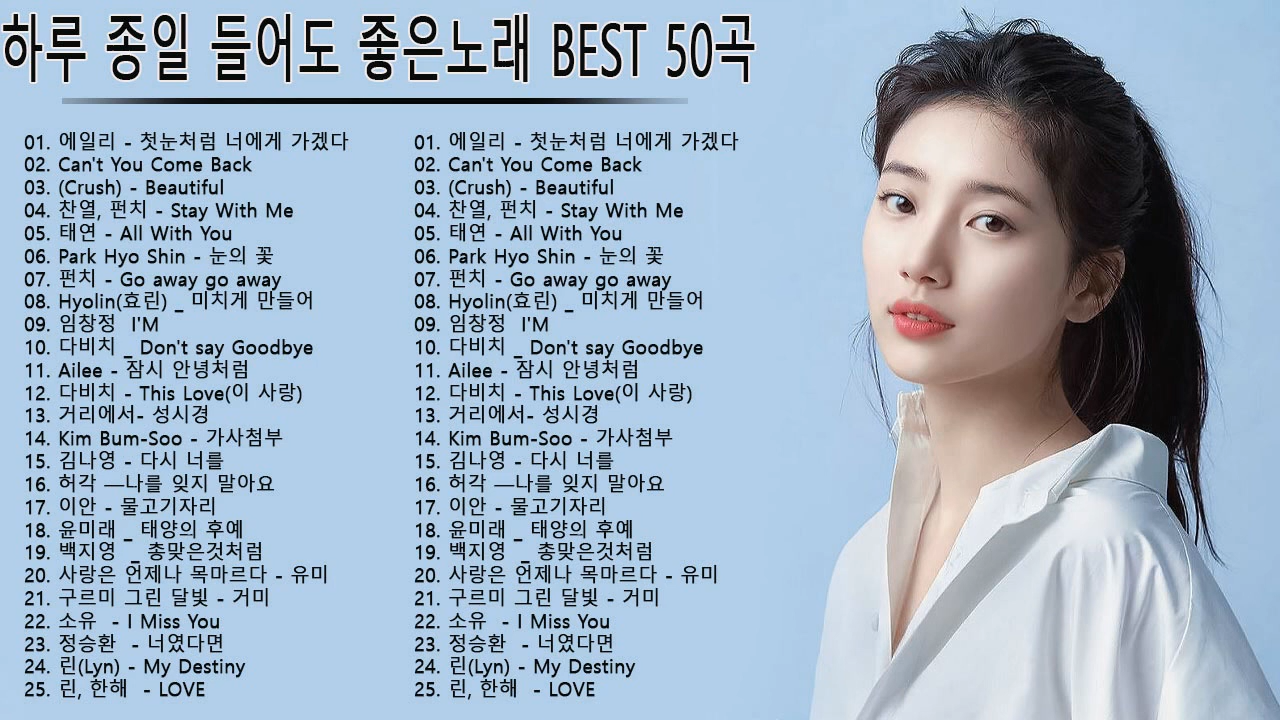 하루 종일 들어도 좋은노래 BEST 50곡
01. 에일리 - 첫눈처럼 너에게 가겠다
02. Can't You Come Back
03. (Crush) - Beautiful
04. 찬열, 펀치 - Stay With Me
05. 태연 - All With You
06. Park Hyo Shin - 눈의 꽃
07. 펀치 - Go away go away
08. Hyolin(효린) _ 미치게 만들어
09. 임창정  I'M
10. 다비치 _ Don't say Goodbye
11. Ailee - 잠시 안녕처럼
12. 다비치 - This Love(이 사랑)
13. 거리에서- 성시경
14. Kim Bum-Soo - 가사첨부
15. 김나영 - 다시 너를
16. 허각 —나를 잊지 말아요
17. 이안 - 물고기자리
18. 윤미래 _ 태양의 후예
19. 백지영  _ 총맞은것처럼
20. 사랑은 언제나 목마르다 - 유미
21. 구르미 그린 달빛 - 거미
22. 소유  - I Miss You
23. 정승환  - 너였다면
24. 린(Lyn) - My Destiny
25. 린, 한해  - LOVE
01. 에일리 - 첫눈처럼 너에게 가겠다
02. Can't You Come Back
03. (Crush) - Beautiful
04. 찬열, 펀치 - Stay With Me
05. 태연 - All With You
06. Park Hyo Shin - 눈의 꽃
07. 펀치 - Go away go away
08. Hyolin(효린) _ 미치게 만들어
09. 임창정  I'M
10. 다비치 _ Don't say Goodbye
11. Ailee - 잠시 안녕처럼
12. 다비치 - This Love(이 사랑)
13. 거리에서- 성시경
14. Kim Bum-Soo - 가사첨부
15. 김나영 - 다시 너를
16. 허각 —나를 잊지 말아요
17. 이안 - 물고기자리
18. 윤미래 _ 태양의 후예
19. 백지영  _ 총맞은것처럼
20. 사랑은 언제나 목마르다 - 유미
21. 구르미 그린 달빛 - 거미
22. 소유  - I Miss You
23. 정승환  - 너였다면
24. 린(Lyn) - My Destiny
25. 린, 한해  - LOVE